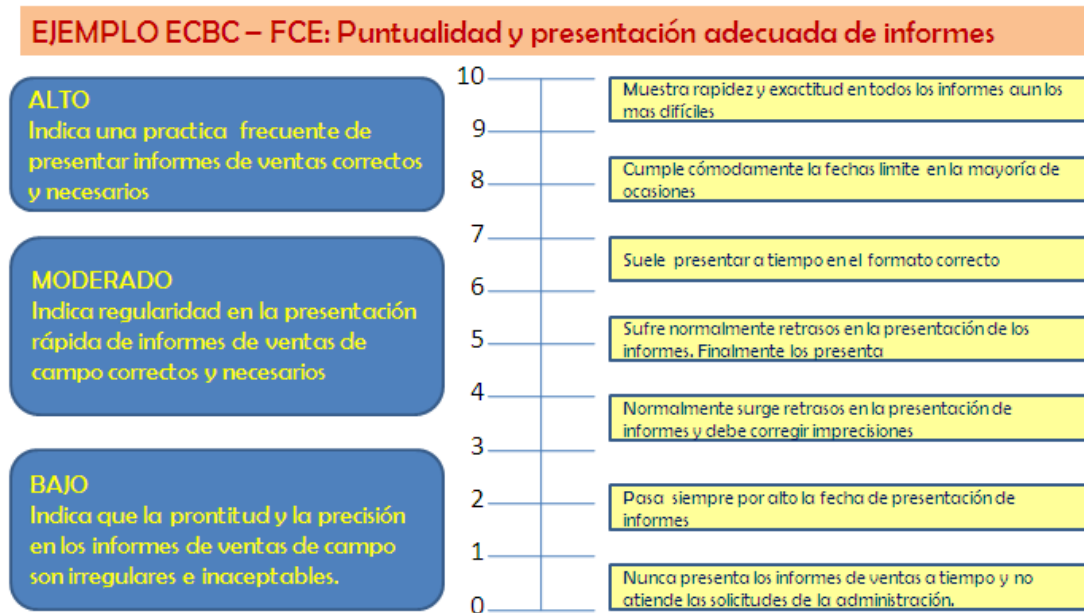 EJEMPLO ECBC – FCE: Puntualidad y presentación adecuada de informes
ALTO
Indica una practica frecuente de
presentar informes de ventas correctos
y necesarios
MODERADO
Indica regularidad en la presentación
rápida de informes de ventas de
campo correctos y necesarios
BAJO
Indica que la prontitud y la precisión
en los informes de ventas de campo
son irregulares e inaceptables.
10
9
8
7
6
5
4
3
2
1
0
Muestra rapidez y exactitud en todos los informes aun los
mas difíciles
Cumple cómodamente la fechas limite en la mayoría de
ocasiones
Suele presentar a tiempo en el formato correcto
Sufre normalmente retrasos en la presentación de los
informes. Finalmente los presenta
Normalmente surge retrasos en la presentación de
informes y debe corregir imprecisiones
Pasa siempre por alto la fecha de presentación de
informes
Nunca presenta los informes de ventas a tiempo y no
atiende las solicitudes de la administración.